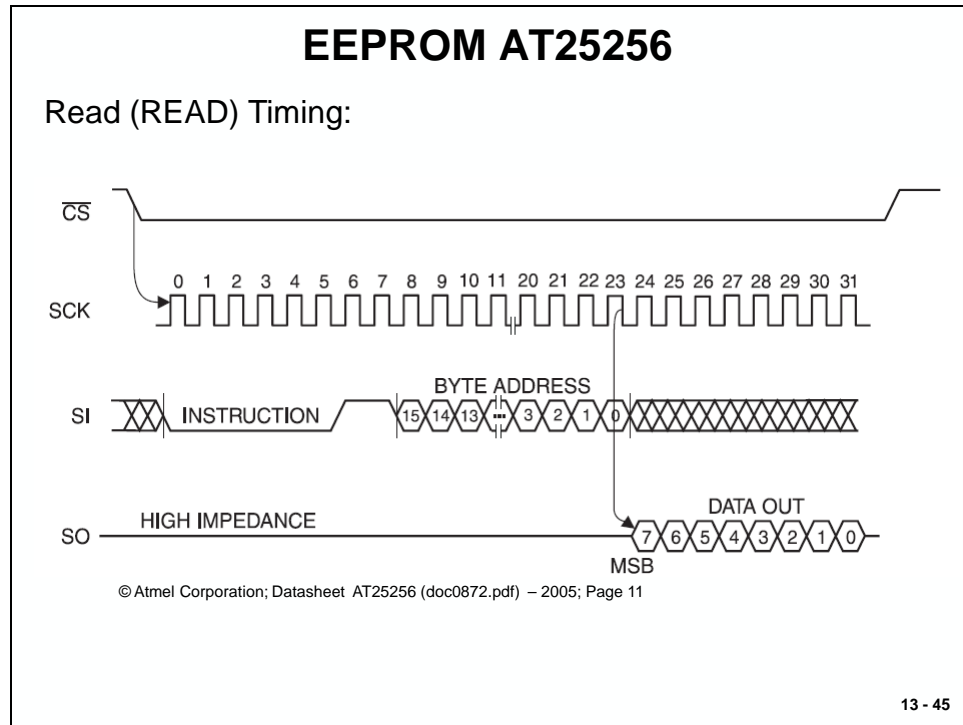 EEPROM AT25256
Read (READ) Timing:
CS
0 1 2 3 4 5 6 7 8 9 10 11 20 21 22 23 24 25 26 27 28 29 30 31
SCK
BYTE ADDRESS
SI INSTRUCTION 15 14 13 ... 3 2 1 0
HIGH IMPEDANCE DATA OUT
SO 7 6 5 4 3 2 1 0
MSB
© Atmel Corporation; Datasheet AT25256 (doc0872.pdf) – 2005; Page 11
13 - 45